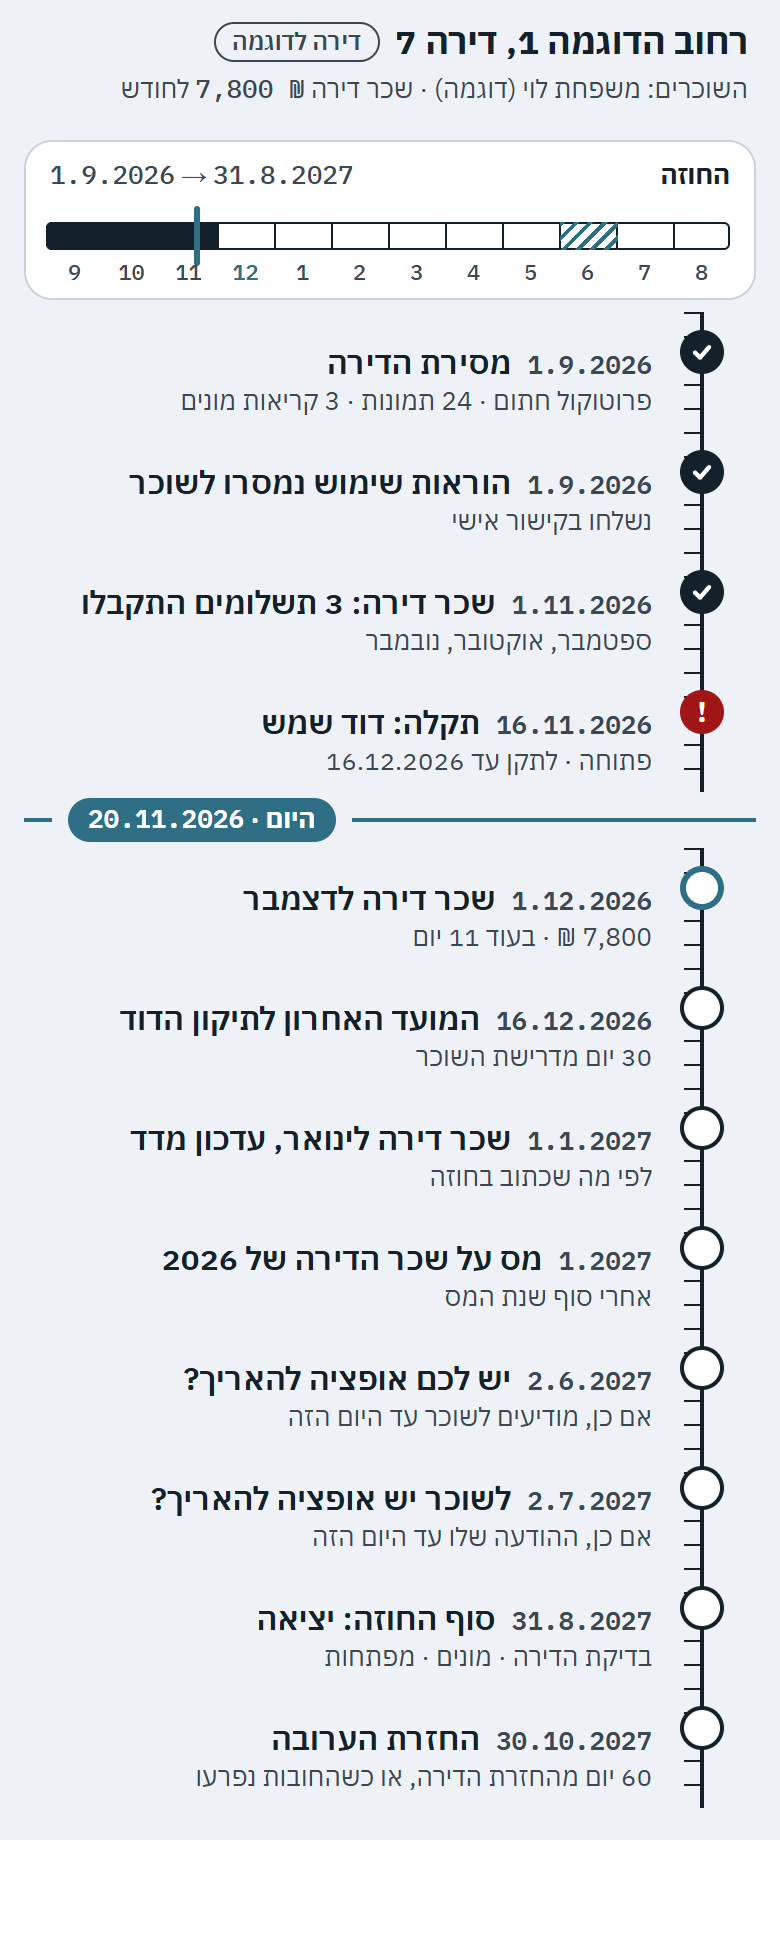 רחוב הדוגמה 1, דירה 7 דירה לדוגמה
השוכרים: משפחת לוי (דוגמה) · שכר דירה ₪ 7,800 לחודש
החוזה 1.9.2026→31.8.2027
9 10 11 12 1 2 3 4 5 6 7 8
1.9.2026 מסירת הדירה
פרוטוקול חתום · 24 תמונות · 3 קריאות מונים
1.9.2026 הוראות שימוש נמסרו לשוכר
נשלחו בקישור אישי
1.11.2026 שכר דירה: 3 תשלומים התקבלו
ספטמבר, אוקטובר, נובמבר
! 16.11.2026 תקלה: דוד שמש
פתוחה · לתקן עד 16.12.2026
היום · 20.11.2026
1.12.2026 שכר דירה לדצמבר
7,800 ₪ · בעוד 11 יום
16.12.2026 המועד האחרון לתיקון הדוד
30 יום מדרישת השוכר
1.1.2027 שכר דירה לינואר, עדכון מדד
לפי מה שכתוב בחוזה
1.2027 מס על שכר הדירה של 2026
אחרי סוף שנת המס
2.6.2027 יש לכם אופציה להאריך?
אם כן, מודיעים לשוכר עד היום הזה
2.7.2027 לשוכר יש אופציה להאריך?
אם כן, ההודעה שלו עד היום הזה
31.8.2027 סוף החוזה: יציאה
בדיקת הדירה · מונים · מפתחות
30.10.2027 החזרת הערובה
60 יום מהחזרת הדירה, או כשהחובות נפרעו